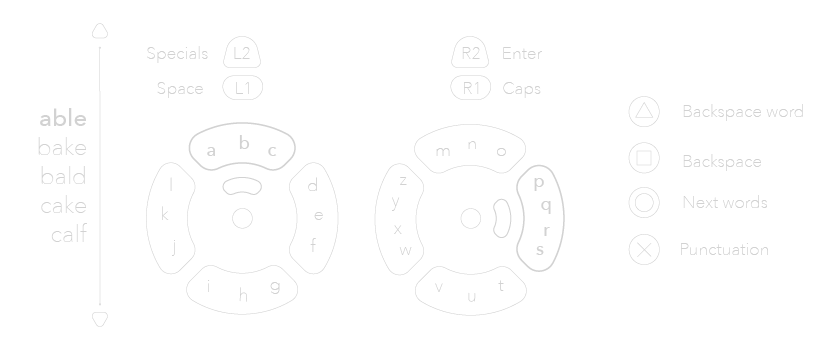 Specials L2
Space L1
R2 Enter
R1 Caps
able
bake
bald
cake
calf
a b c
d e f
g h i
j k l
m n o
p q r s
t u v
w x y z
Backspace word
Backspace
Next words
Punctuation